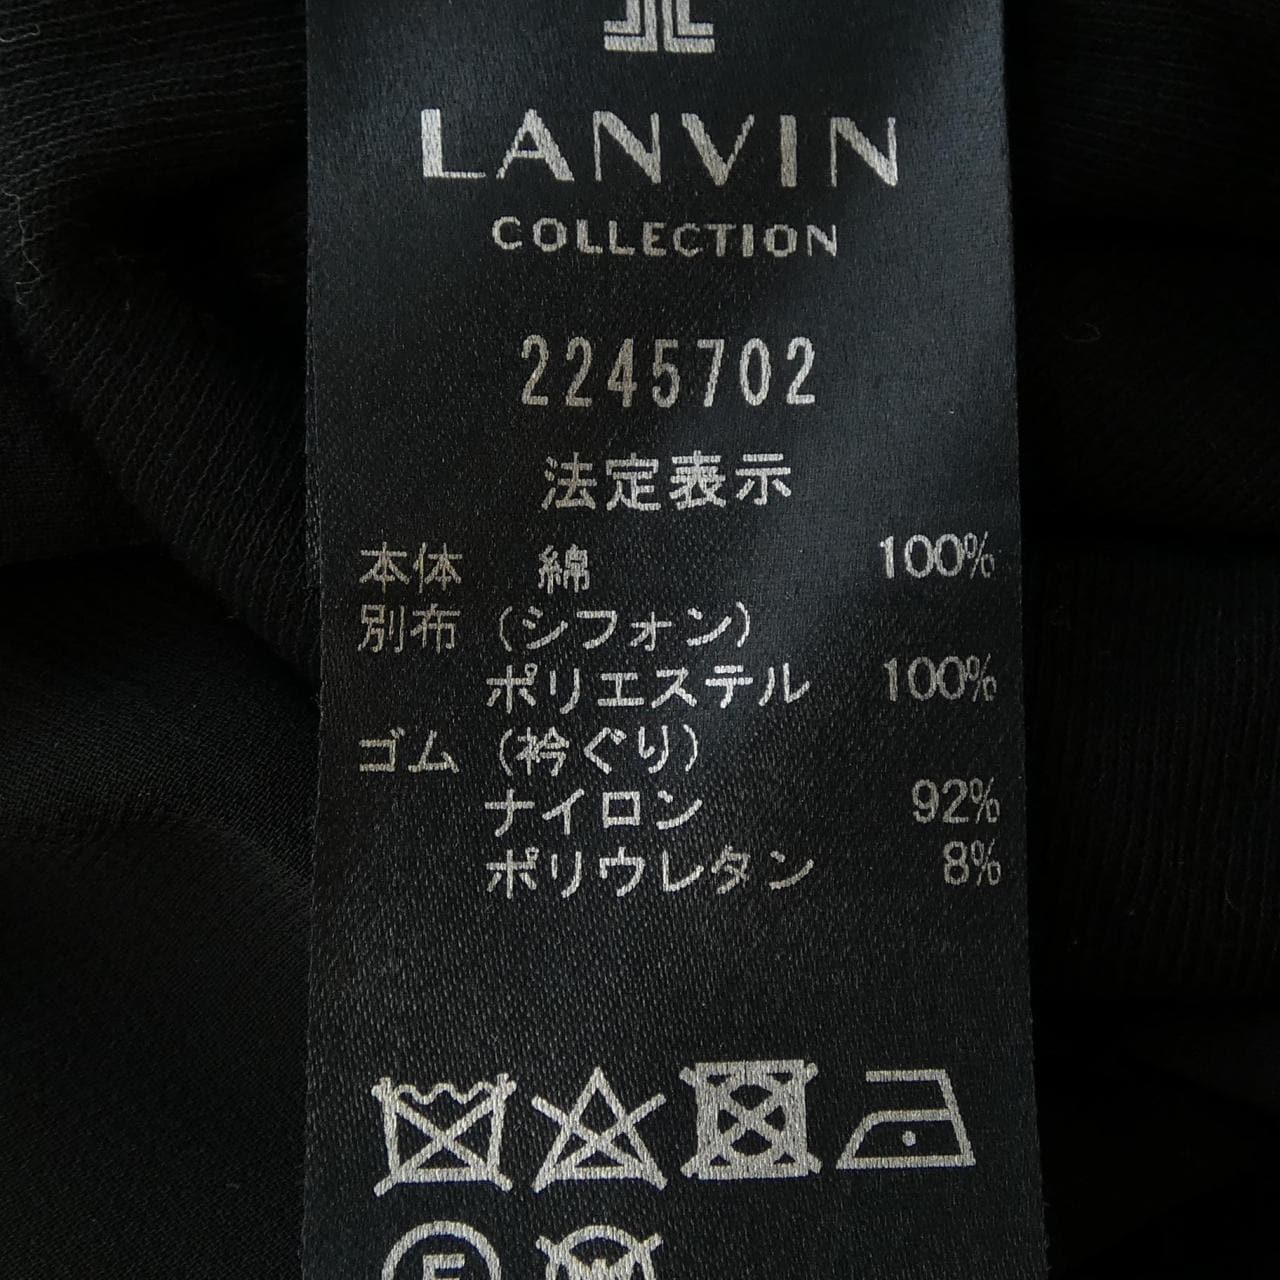 LANVIN
COLLECTION
2245702
法定表示
本体 綿 100%
別布 (シフォン)
ポリエステル 100%
ゴム (衿ぐり)
ナイロン 92%
ポリウレタン 8%